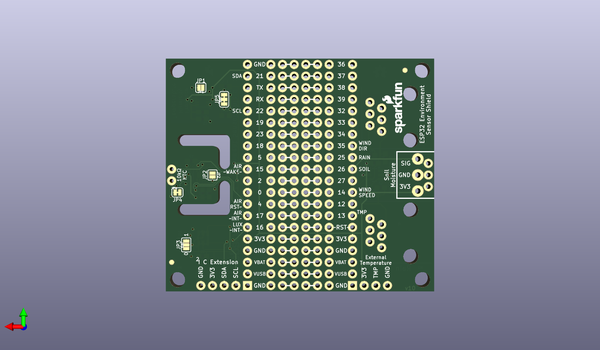 JP1
GND
36
SDA
21
37
TX
38
RX
39
SCL
22
32
19
33
23
34
18
35
WIND
DIR
5
25
RAIN
AIR
-WAKE-
15
26
SOIL
2
27
0
14
WIND
SPEED
AIR
RST-
4
12
AIR
-INT-
17
13
TMP
LUX
-INT-
16
-RST-
3V3
3V3
GND
GND
VBAT
VBAT
VUSB
VUSB
GND
GND
JP2
JP4
JP3
I²C Extension
GND
3V3
SDA
SCL
External
Temperature
3V3
TMP
GND
sparkfun
ESP32 Environment
Sensor Shield
Soil
Moisture
SIG
GND
3V3